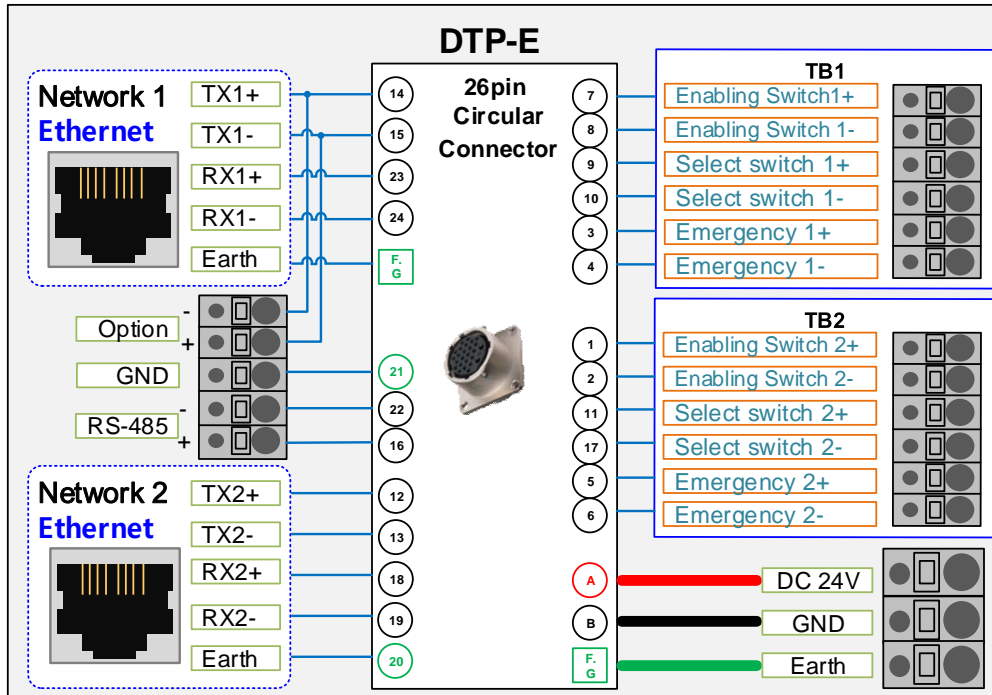 DTP-E
Network 1
Ethernet
TX1+
TX1-
RX1+
RX1-
Earth
-
Option
+
GND
-
RS-485
+
Network 2
Ethernet
TX2+
TX2-
RX2+
RX2-
Earth
14
15
23
24
F.
G
21
22
16
12
13
18
19
20
26pin
Circular
Connector
7
8
9
10
3
4
1
2
11
17
5
6
A
B
F.
G
TB1
Enabling Switch1+
Enabling Switch 1-
Select switch 1+
Select switch 1-
Emergency 1+
Emergency 1-
TB2
Enabling Switch 2+
Enabling Switch 2-
Select switch 2+
Select switch 2-
Emergency 2+
Emergency 2-
DC 24V
GND
Earth